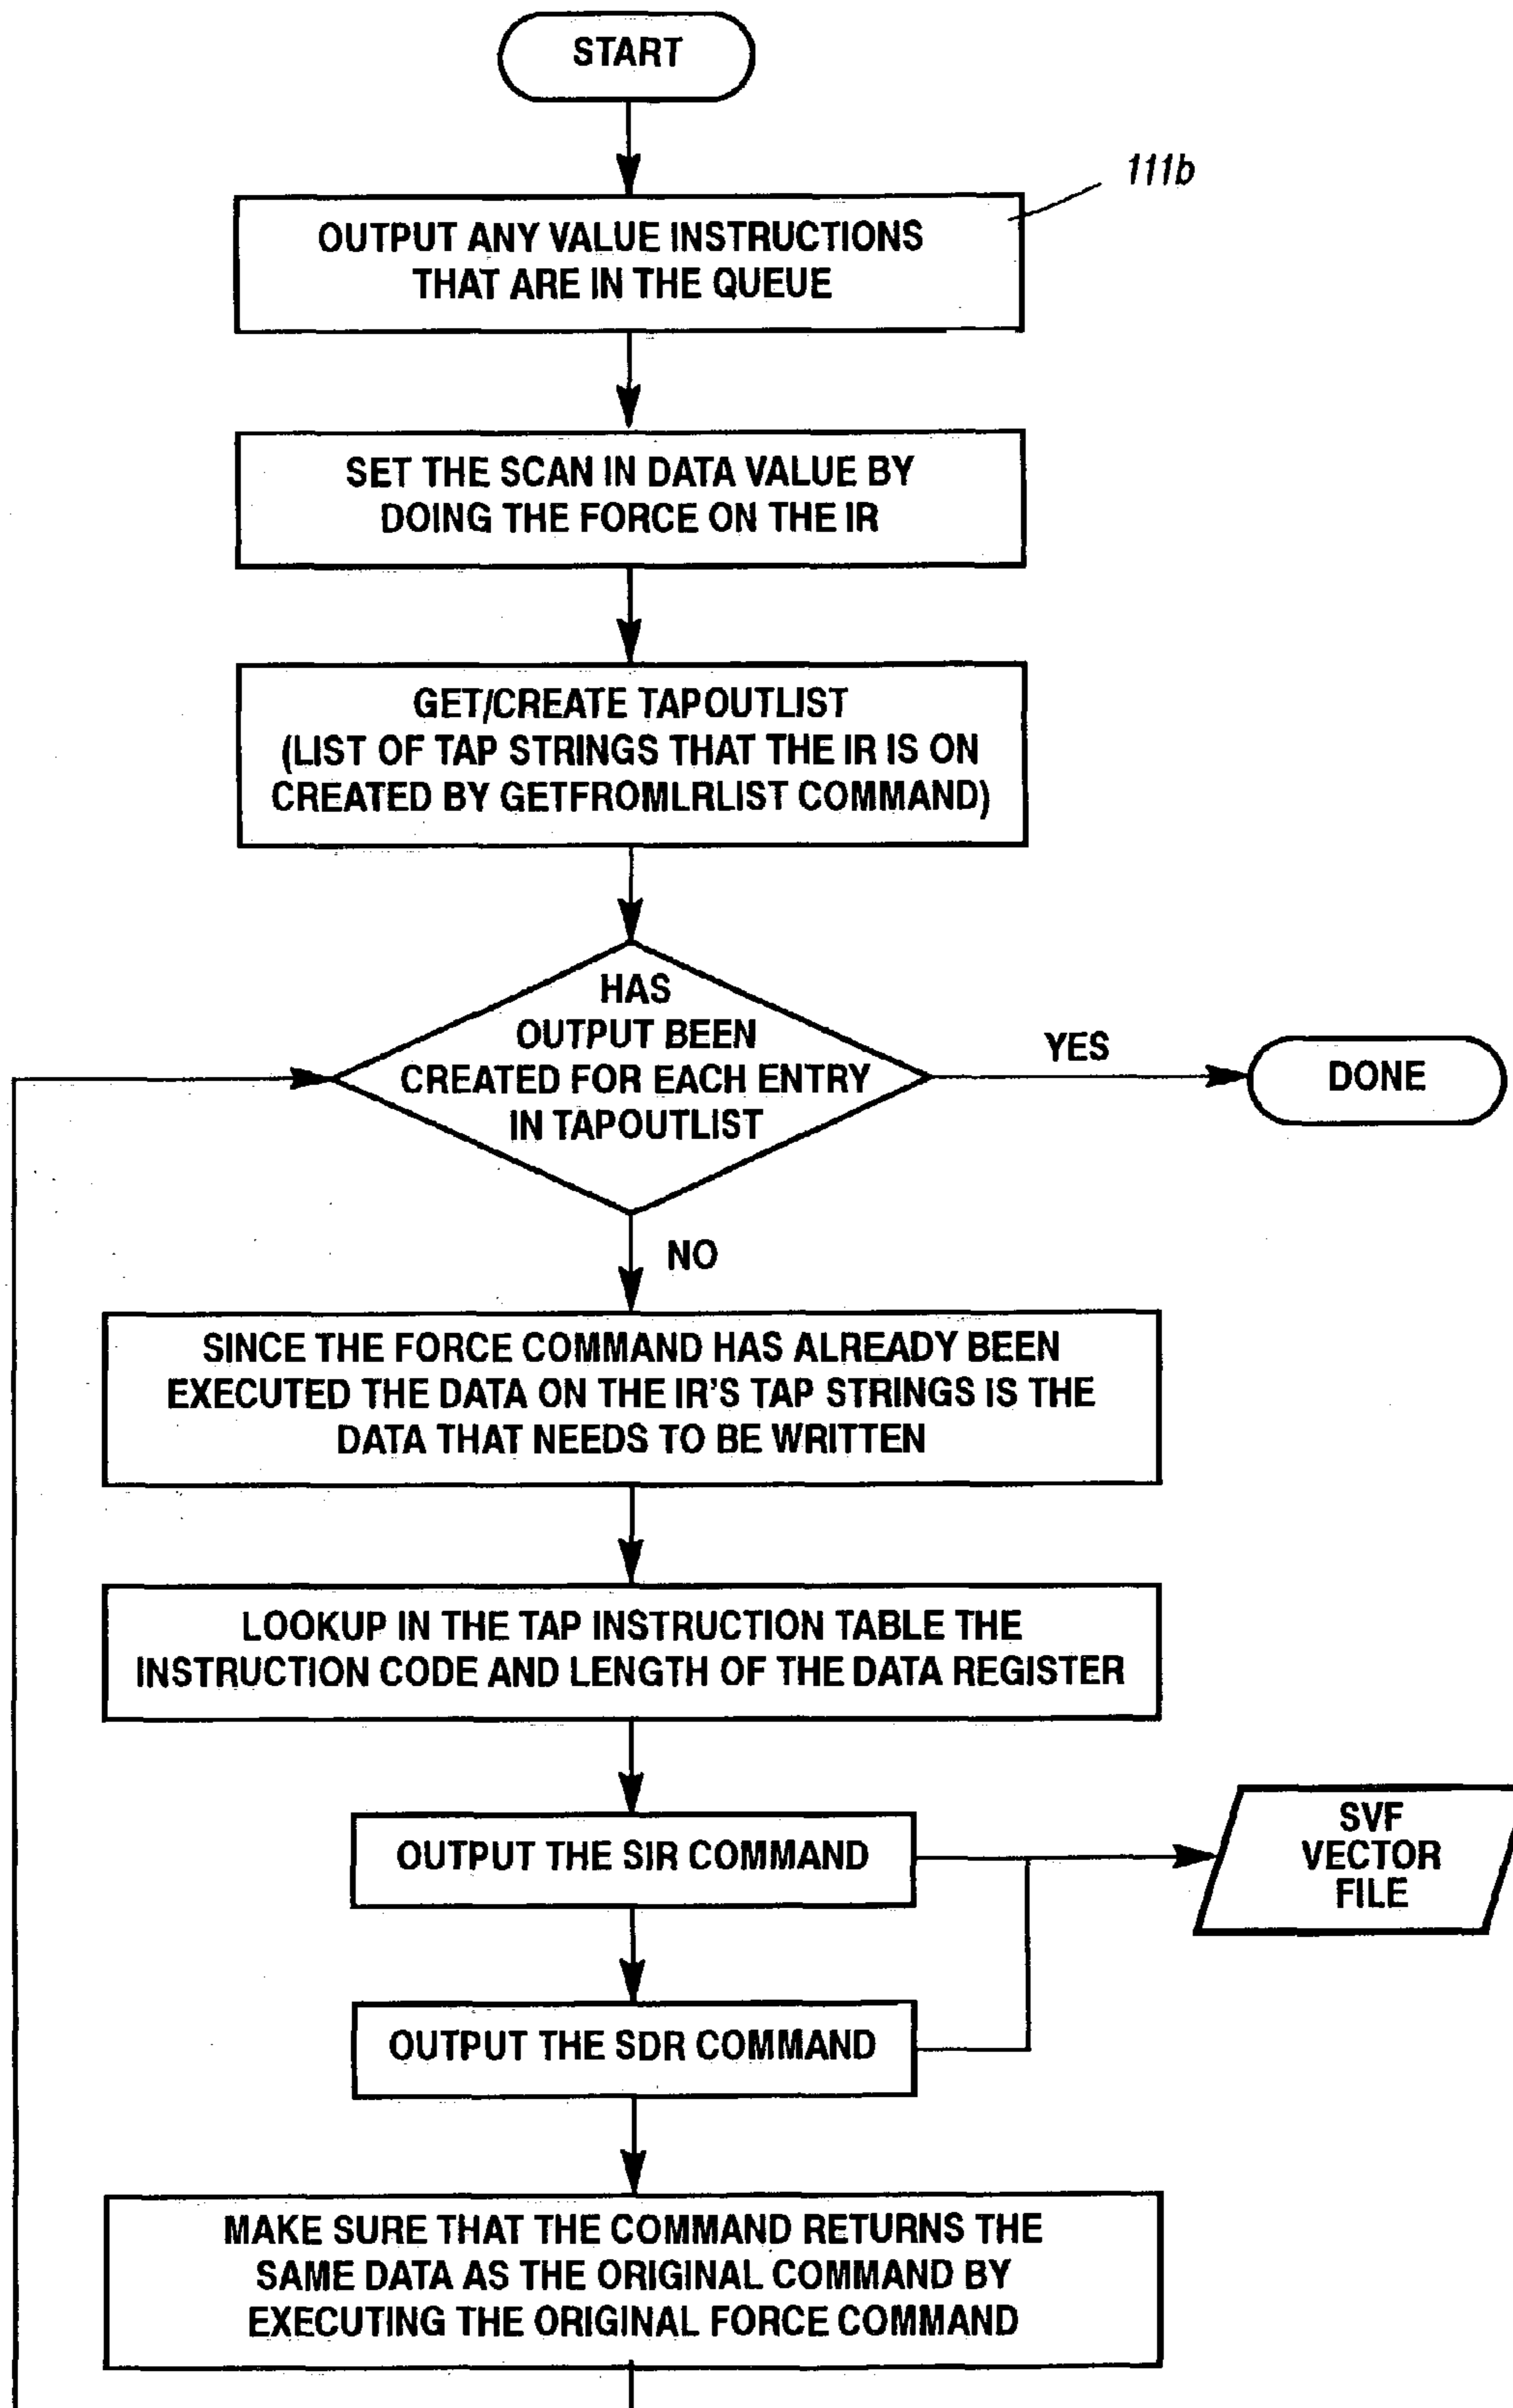 START
111b
OUTPUT ANY VALUE INSTRUCTIONS
THAT ARE IN THE QUEUE
SET THE SCAN IN DATA VALUE BY
DOING THE FORCE ON THE IR
GET/CREATE TAPOUTLIST
(LIST OF TAP STRINGS THAT THE IR IS ON
CREATED BY GETFROMLRLIST COMMAND)
HAS
OUTPUT BEEN
CREATED FOR EACH ENTRY
IN TAPOUTLIST
YES
DONE
NO
SINCE THE FORCE COMMAND HAS ALREADY BEEN
EXECUTED THE DATA ON THE IR'S TAP STRINGS IS THE
DATA THAT NEEDS TO BE WRITTEN
LOOKUP IN THE TAP INSTRUCTION TABLE THE
INSTRUCTION CODE AND LENGTH OF THE DATA REGISTER
OUTPUT THE SIR COMMAND
SVF
VECTOR
FILE
OUTPUT THE SDR COMMAND
MAKE SURE THAT THE COMMAND RETURNS THE
SAME DATA AS THE ORIGINAL COMMAND BY
EXECUTING THE ORIGINAL FORCE COMMAND